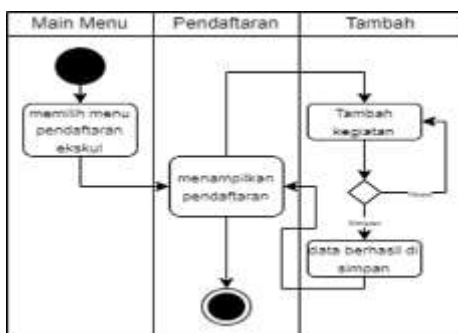 Main Menu
Pendaftaran
Tambah
memilih menu
pendaftaran
ekskul
menampilkan
pendaftaran
Tambah
kegiatan
Simpan
data berhasil di
simpan